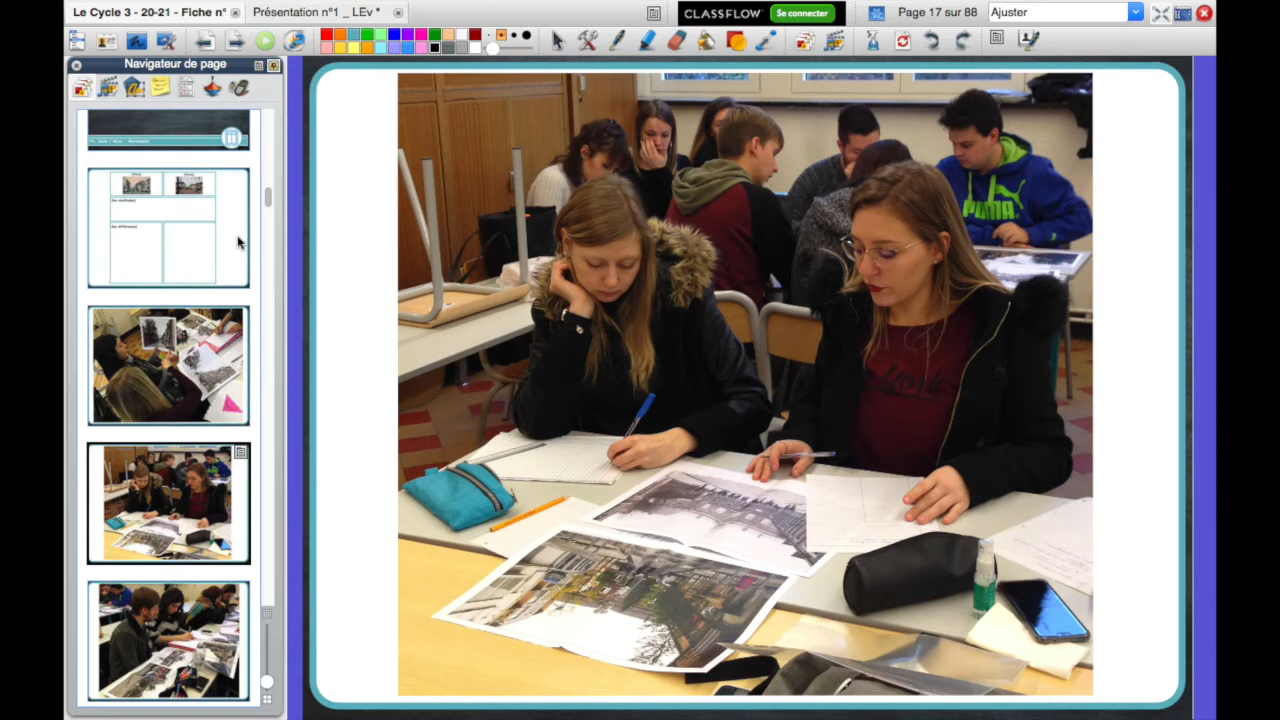 Le Cycle 3 - 20-21 - Fiche n°
Présentation n°1 _ LEv *
CLASSFLOW
Se connecter
Page 17 sur 88
Ajuster
Navigateur de page
PUMA